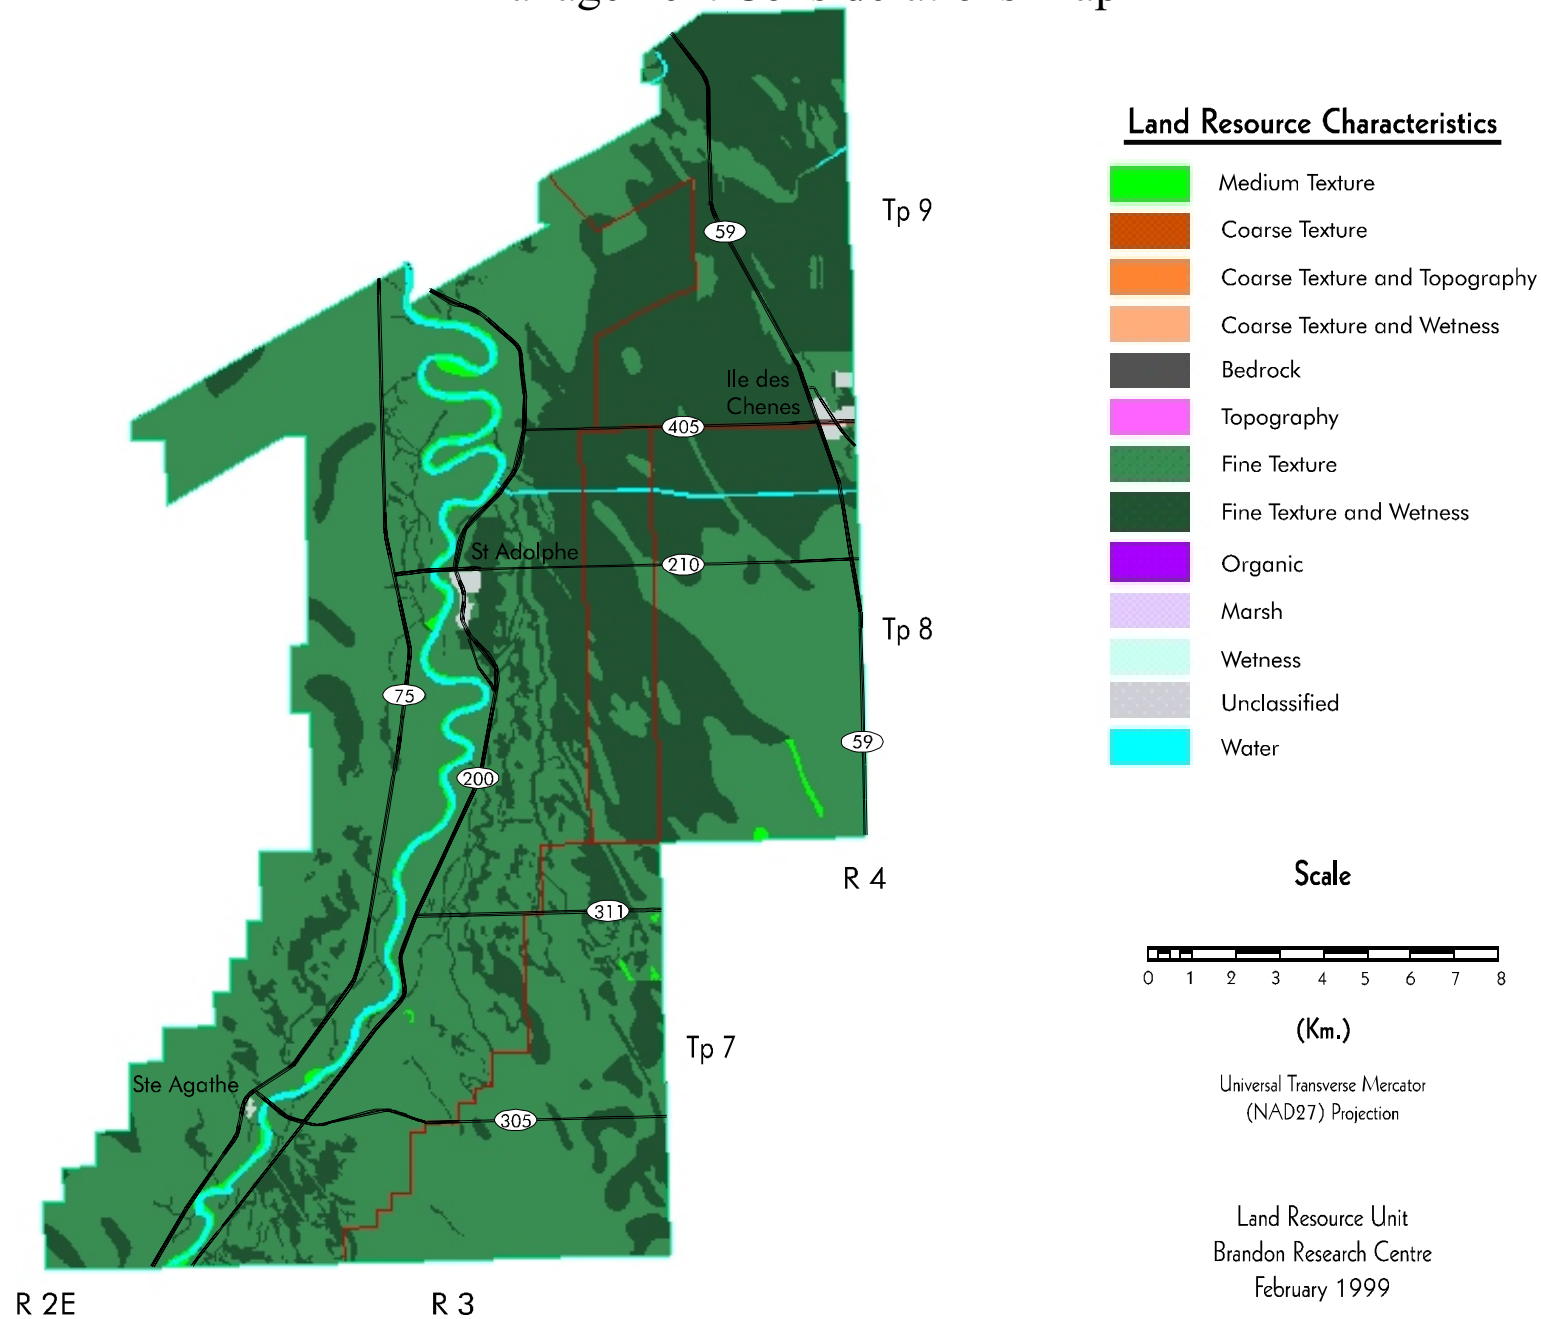 Land Resource Characteristics
Medium Texture
Coarse Texture
Coarse Texture and Topography
Coarse Texture and Wetness
Bedrock
Topography
Fine Texture
Fine Texture and Wetness
Organic
Marsh
Wetness
Unclassified
Water
Tp 9
59
Ile des
Chenes
405
St Adolphe
210
Tp 8
75
59
200
R 4
311
Tp 7
Ste Agathe
305
R 2E
R 3
Scale
0 1 2 3 4 5 6 7 8
(Km.)
Universal Transverse Mercator
(NAD27) Projection
Land Resource Unit
Brandon Research Centre
February 1999